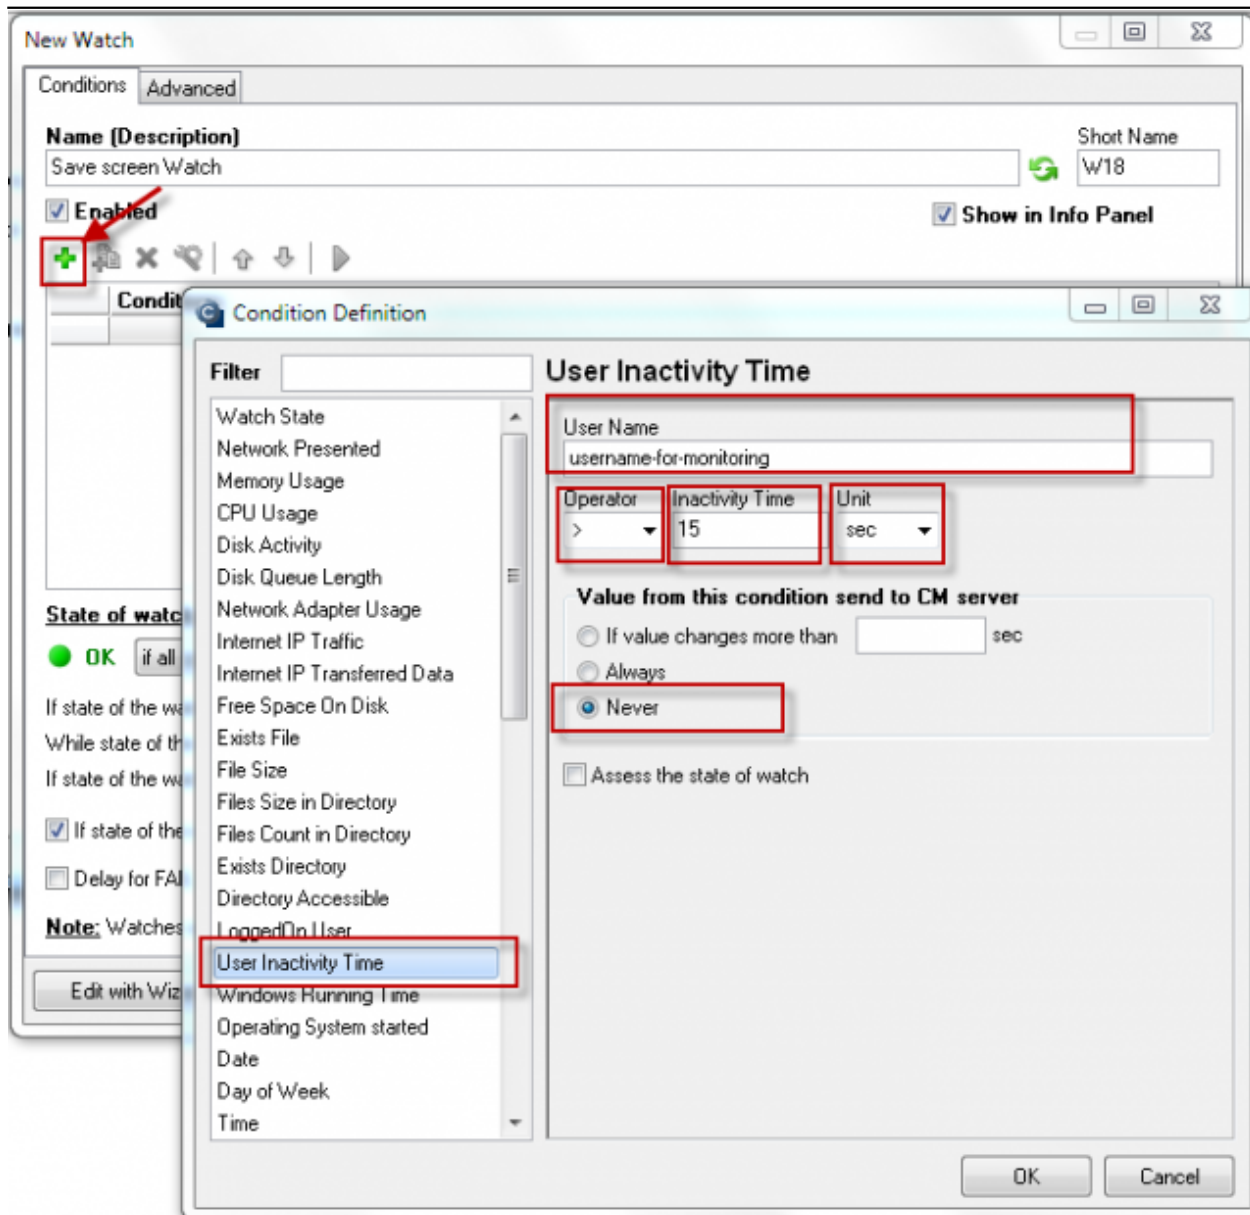 New Watch
Conditions Advanced
Name (Description) Short Name
Save screen Watch W18
Enabled Show in Info Panel
Condit
State of watc
OK if all
If state of the wa
While state of th
If state of the wa
If state of the
Delay for FAI
Note: Watches
Edit with Wiz
Condition Definition
Filter
Watch State
Network Presented
Memory Usage
CPU Usage
Disk Activity
Disk Queue Length
Network Adapter Usage
Internet IP Traffic
Internet IP Transferred Data
Free Space On Disk
Exists File
File Size
Files Size in Directory
Files Count in Directory
Exists Directory
Directory Accessible
LoggedOn User
User Inactivity Time
Windows Running Time
Operating System started
Date
Day of Week
Time
User Inactivity Time
User Name
username-for-monitoring
Operator Inactivity Time Unit
> 15 sec
Value from this condition send to CM server
If value changes more than sec
Always
Never
Assess the state of watch
OK Cancel